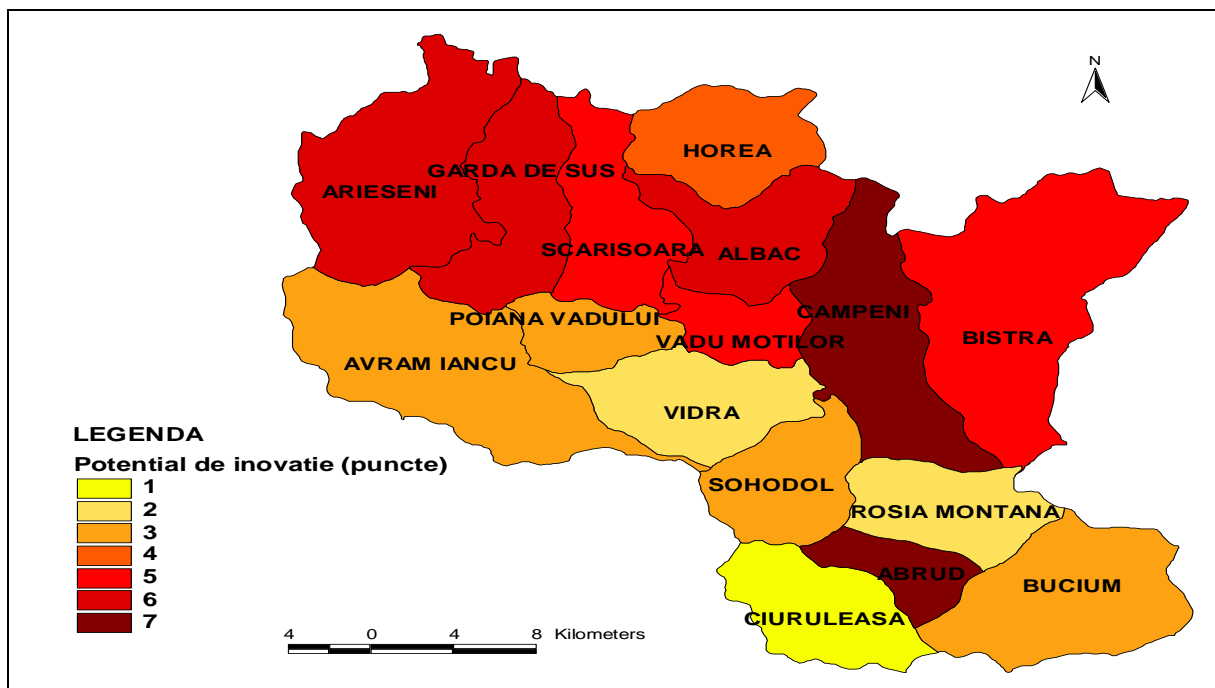 N
HOREA
GARDA DE SUS
ARIESENI
SCARISOARA
ALBAC
CAMPENI
POIANA VADULUI
VADU MOTILOR
BISTRA
AVRAM IANCU
VIDRA
SOHODOL
ROSIA MONTANA
ABRUD
BUCIUM
CIURULEASA
LEGENDA
Potential de inovatie (puncte)
1
2
3
4
5
6
7
4 0 4 8 Kilometers